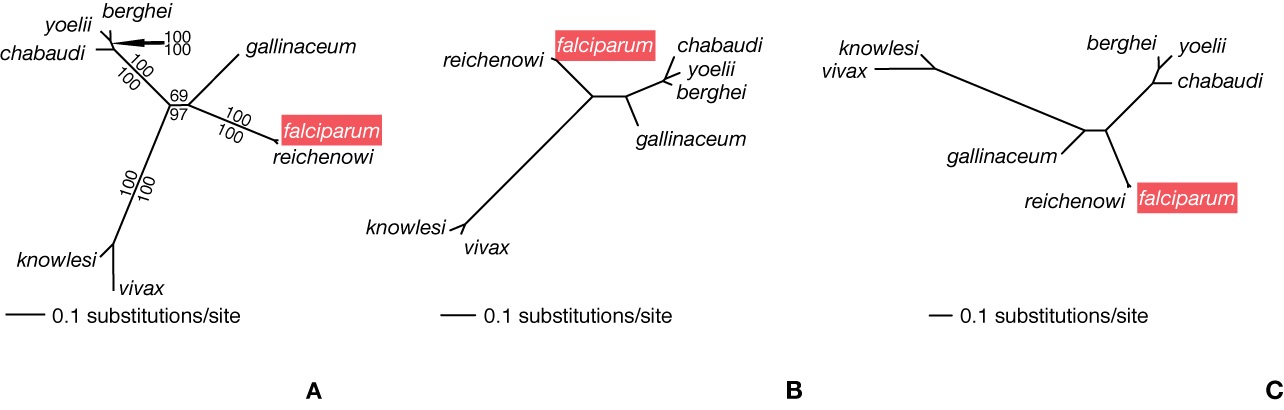 berghei
yoelii
100
100
chabaudi
gallinaceum
100
100
69
97
100
100
falciparum
reichenowi
100
100
knowlesi
vivax
0.1 substitutions/site
A
falciparum
reichenowi
chabaudi
yoelii
berghei
gallinaceum
knowlesi
vivax
0.1 substitutions/site
B
knowlesi
vivax
berghei
yoelii
chabaudi
gallinaceum
reichenowi
falciparum
0.1 substitutions/site
C